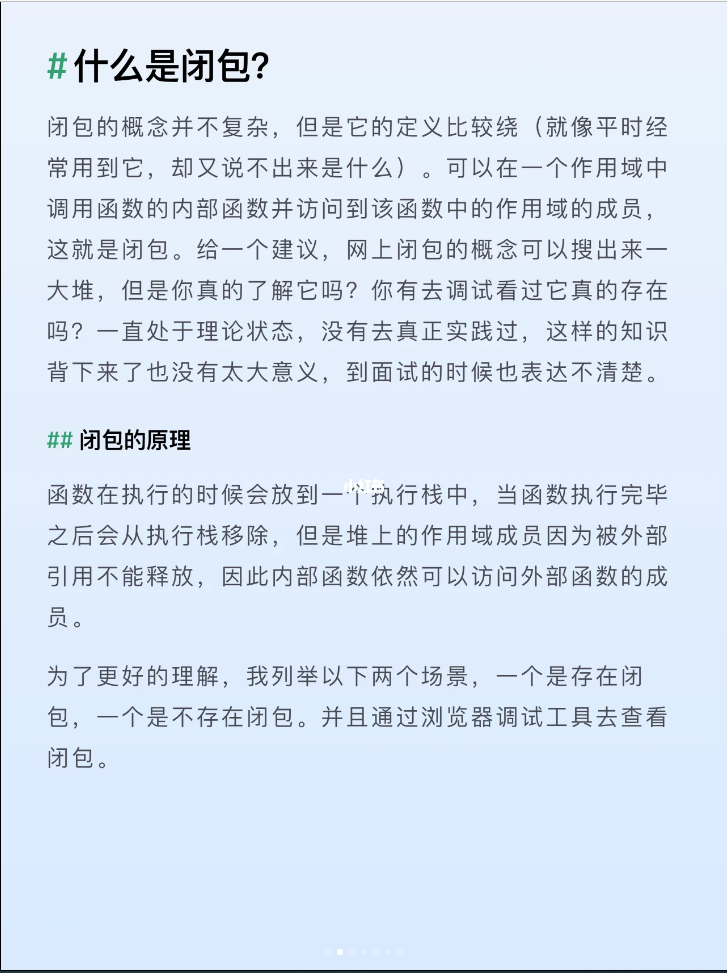 #什么是闭包？
闭包的概念并不复杂，但是它的定义比较绕（就像平时经
常用到它，却又说不出来是什么）。可以在一个作用域中
调用函数的内部函数并访问到该函数中的作用域的成员，
这就是闭包。给一个建议，网上闭包的概念可以搜出来一
大堆，但是你真的了解它吗？你有去调试看过它真的存在
吗？一直处于理论状态，没有去真正实践过，这样的知识
背下来了也没有太大意义，到面试的时候也表达不清楚。
## 闭包的原理
函数在执行的时候会放到一个执行栈中，当函数执行完毕
之后会从执行栈移除，但是堆上的作用域成员因为被外部
引用不能释放，因此内部函数依然可以访问外部函数的成
员。
为了更好的理解，我列举以下两个场景，一个是存在闭
包，一个是不存在闭包。并且通过浏览器调试工具去查看
闭包。